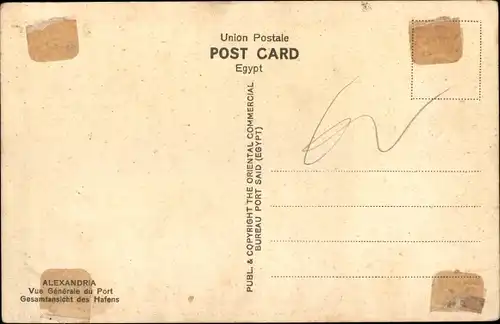 Union Postale
POST CARD
Egypt
PUBL. & COPYRIGHT THE ORIENTAL COMMERCIAL
BUREAU PORT SAID (EGYPT)
ALEXANDRIA
Vue Générale du Port
Gesamtansicht des Hafens